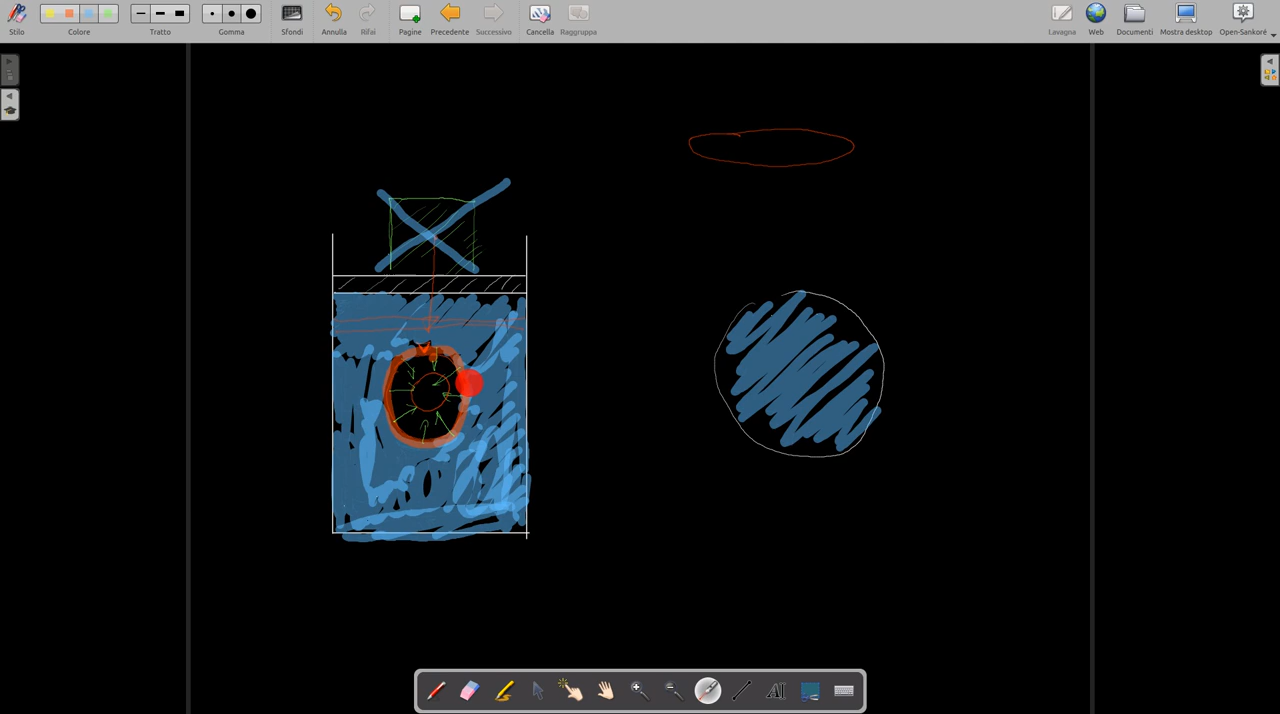 Stilo Colore Tratto Gomma Sfondi Annulla Rifai Pagine Precedente Successivo Cancella Raggruppa Lavagna Web Documenti Mostra desktop Open-Sankoré
AI